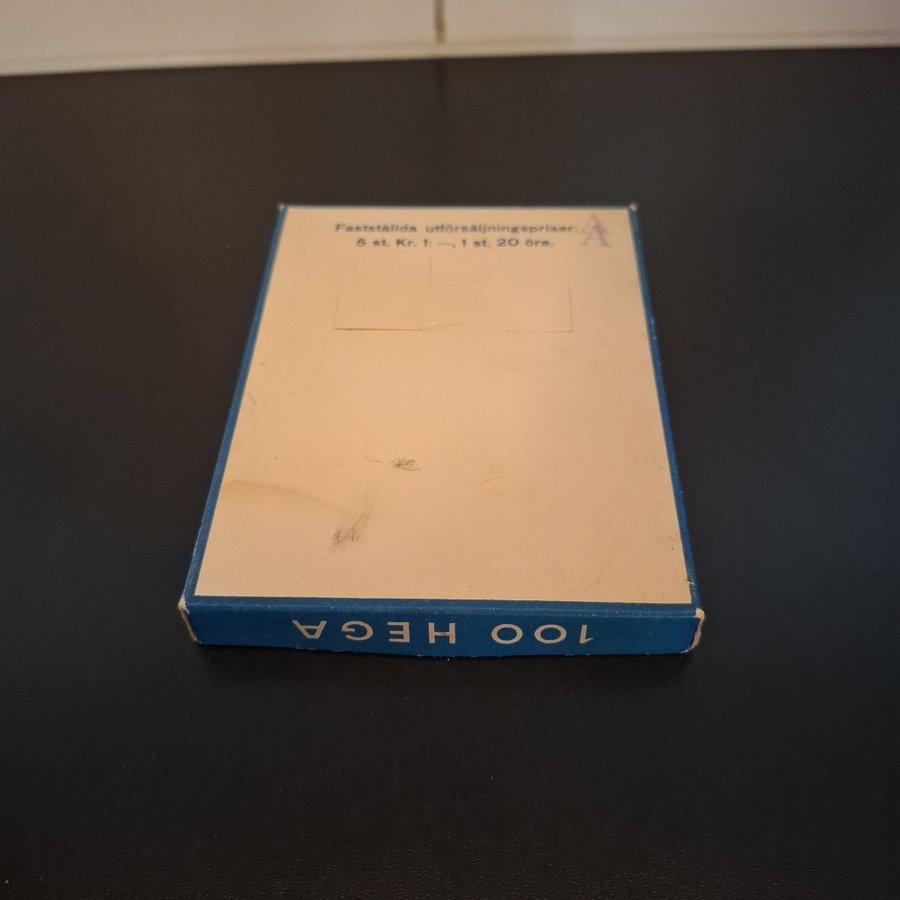 Fastställda utförsäljningspriser:
5 st. Kr. 1: —, 1 st. 20 öre.
100 HEGA